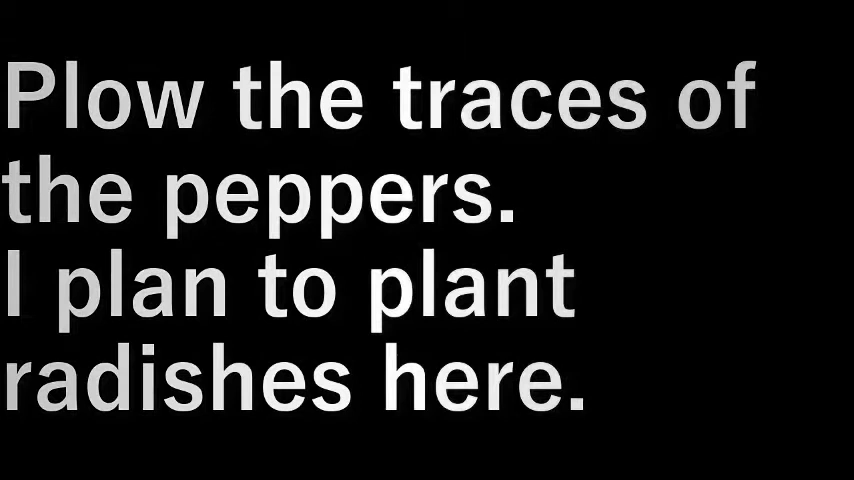 Plow the traces of
the peppers.
I plan to plant
radishes here.